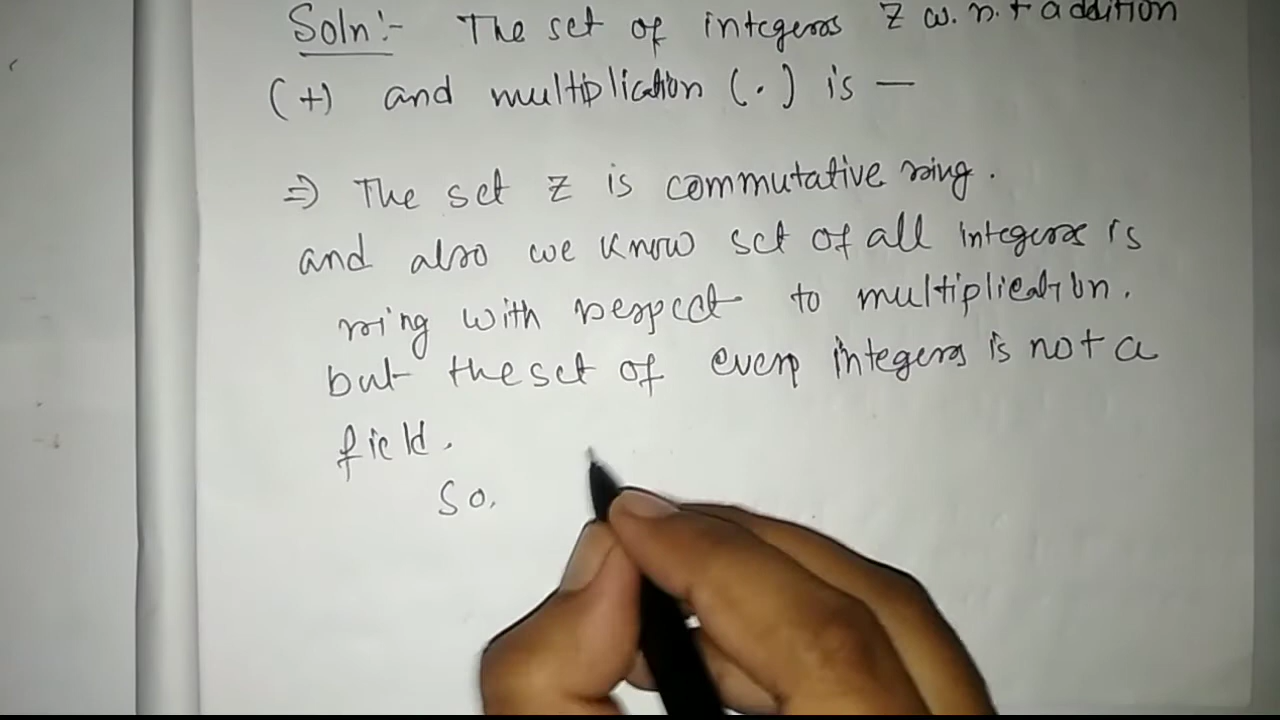 Soln :- The set of integers Z w.r.t addition
(+) and multiplication (.) is —
⇒ The set Z is commutative ring.
and also we know set of all integers is
ring with respect to multiplication.
but the set of even integers is not a
field.
So,